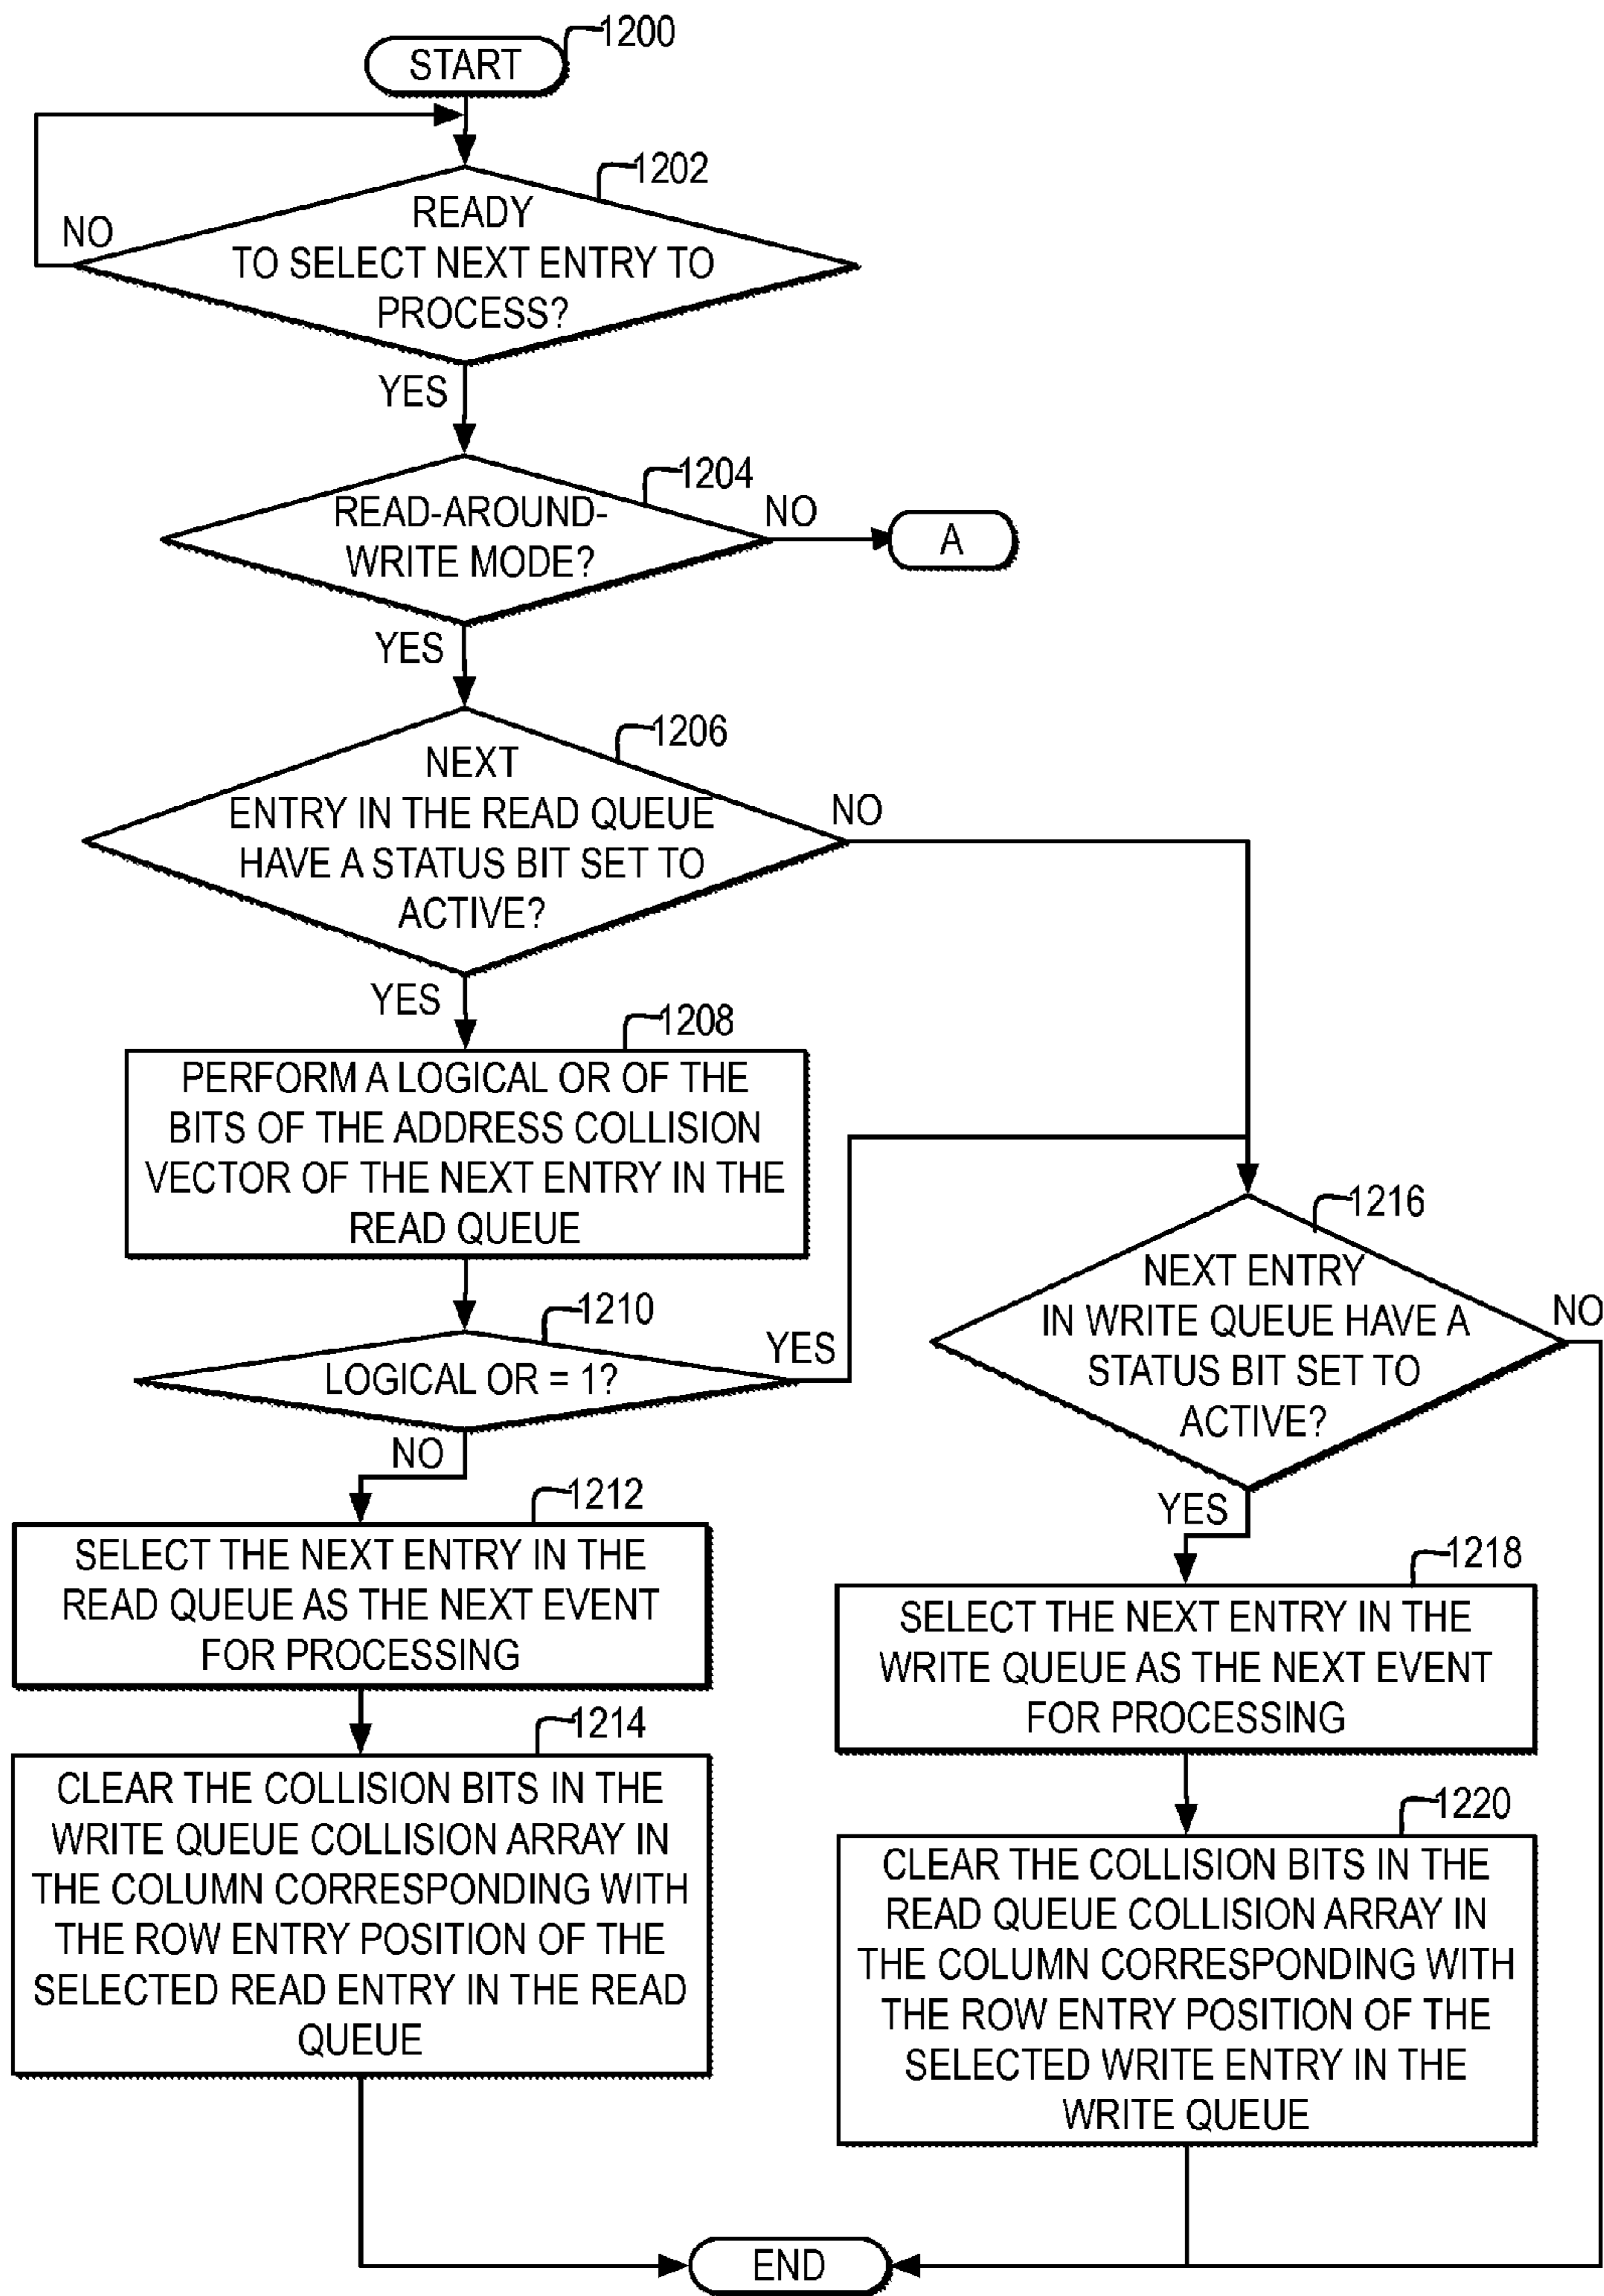 START
1200
1202
READY
TO SELECT NEXT ENTRY TO
PROCESS?
NO
YES
1204
READ-AROUND-
WRITE MODE?
NO
A
YES
1206
NEXT
ENTRY IN THE READ QUEUE
HAVE A STATUS BIT SET TO
ACTIVE?
NO
YES
1208
PERFORM A LOGICAL OR OF THE
BITS OF THE ADDRESS COLLISION
VECTOR OF THE NEXT ENTRY IN THE
READ QUEUE
1210
LOGICAL OR = 1?
YES
NO
1212
SELECT THE NEXT ENTRY IN THE
READ QUEUE AS THE NEXT EVENT
FOR PROCESSING
1214
CLEAR THE COLLISION BITS IN THE
WRITE QUEUE COLLISION ARRAY IN
THE COLUMN CORRESPONDING WITH
THE ROW ENTRY POSITION OF THE
SELECTED READ ENTRY IN THE READ
QUEUE
1216
NEXT ENTRY
IN WRITE QUEUE HAVE A
STATUS BIT SET TO
ACTIVE?
NO
YES
1218
SELECT THE NEXT ENTRY IN THE
WRITE QUEUE AS THE NEXT EVENT
FOR PROCESSING
1220
CLEAR THE COLLISION BITS IN THE
READ QUEUE COLLISION ARRAY IN
THE COLUMN CORRESPONDING WITH
THE ROW ENTRY POSITION OF THE
SELECTED WRITE ENTRY IN THE
WRITE QUEUE
END